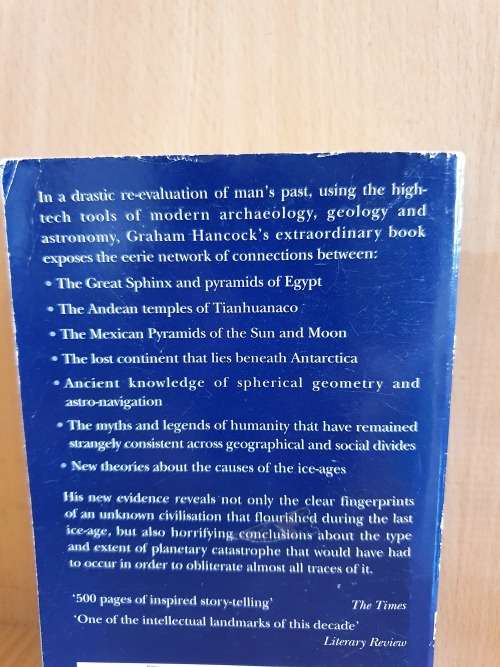 In a drastic re-evaluation of man's past, using the high-
tech tools of modern archaeology, geology and
astronomy, Graham Hancock's extraordinary book
exposes the eerie network of connections between:
• The Great Sphinx and pyramids of Egypt
• The Andean temples of Tianhuanaco
• The Mexican Pyramids of the Sun and Moon
• The lost continent that lies beneath Antarctica
• Ancient knowledge of spherical geometry and
astro-navigation
• The myths and legends of humanity that have remained
strangely consistent across geographical and social divides
• New theories about the causes of the ice-ages
His new evidence reveals not only the clear fingerprints
of an unknown civilisation that flourished during the last
ice-age, but also horrifying conclusions about the type
and extent of planetary catastrophe that would have had
to occur in order to obliterate almost all traces of it.
'500 pages of inspired story-telling' The Times
'One of the intellectual landmarks of this decade'
Literary Review